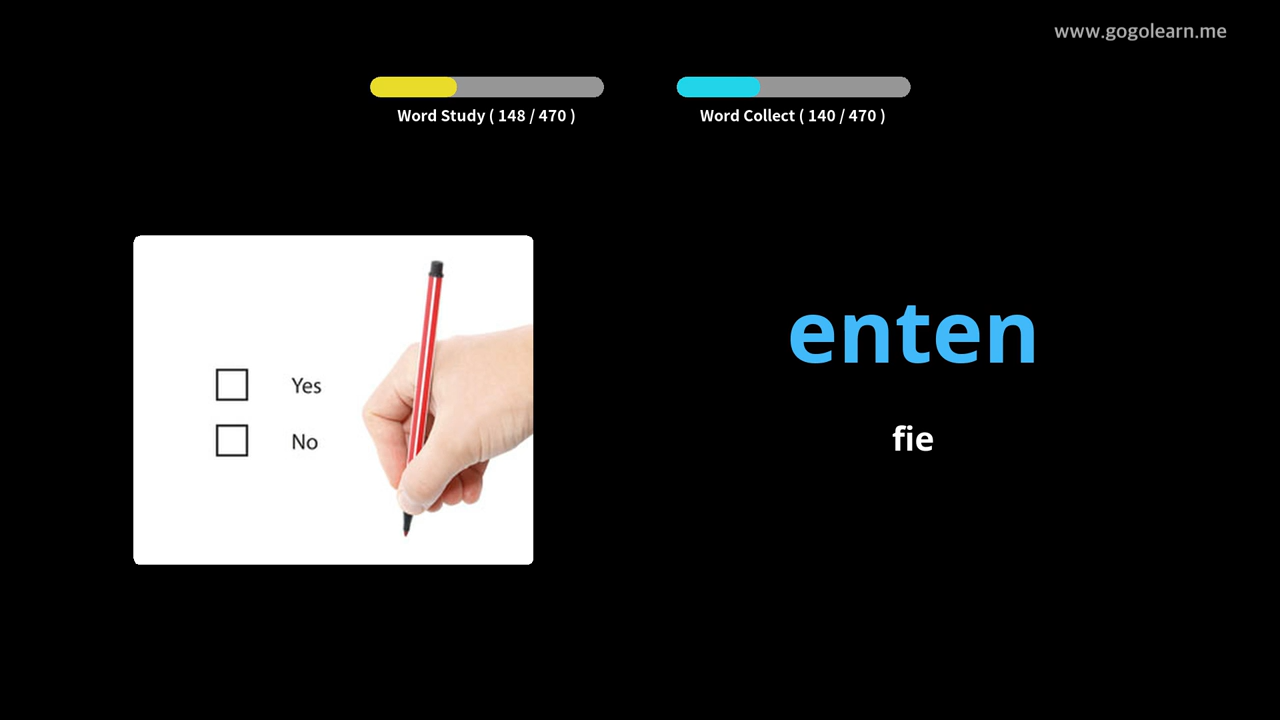 www.gogolearn.me
Word Study ( 148 / 470 )
Word Collect ( 140 / 470 )
enten
Yes
No
fie